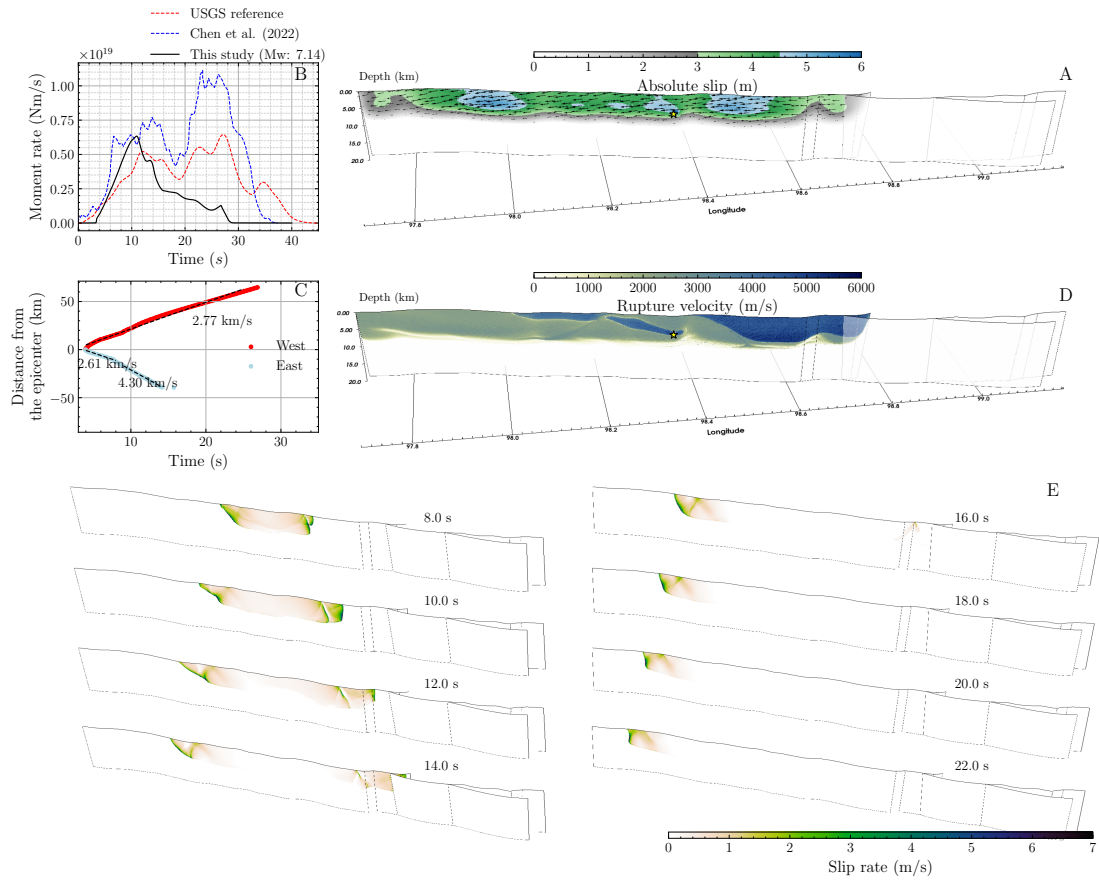 USGS reference
Chen et al. (2022)
This study (Mw: 7.14)
×10¹⁹
B
1.00
0.75
0.50
0.25
0.00
Moment rate (Nm/s)
0 10 20 30 40
Time (s)
A
0 1 2 3 4 5 6
Absolute slip (m)
Depth (km)
0.00
5.00
10.0
15.0
20.0
97.8 98.0 98.2 98.4 98.6 98.8 99.0
Longitude
C
50
0
−50
Distance from
the epicenter (km)
2.77 km/s
2.61 km/s
4.30 km/s
West
East
10 20 30
Time (s)
D
0 1000 2000 3000 4000 5000 6000
Rupture velocity (m/s)
Depth (km)
0.00
5.00
10.0
15.0
20.0
97.8 98.0 98.2 98.4 98.6 98.8 99.0
Longitude
E
8.0 s
10.0 s
12.0 s
14.0 s
16.0 s
18.0 s
20.0 s
22.0 s
0 1 2 3 4 5 6 7
Slip rate (m/s)